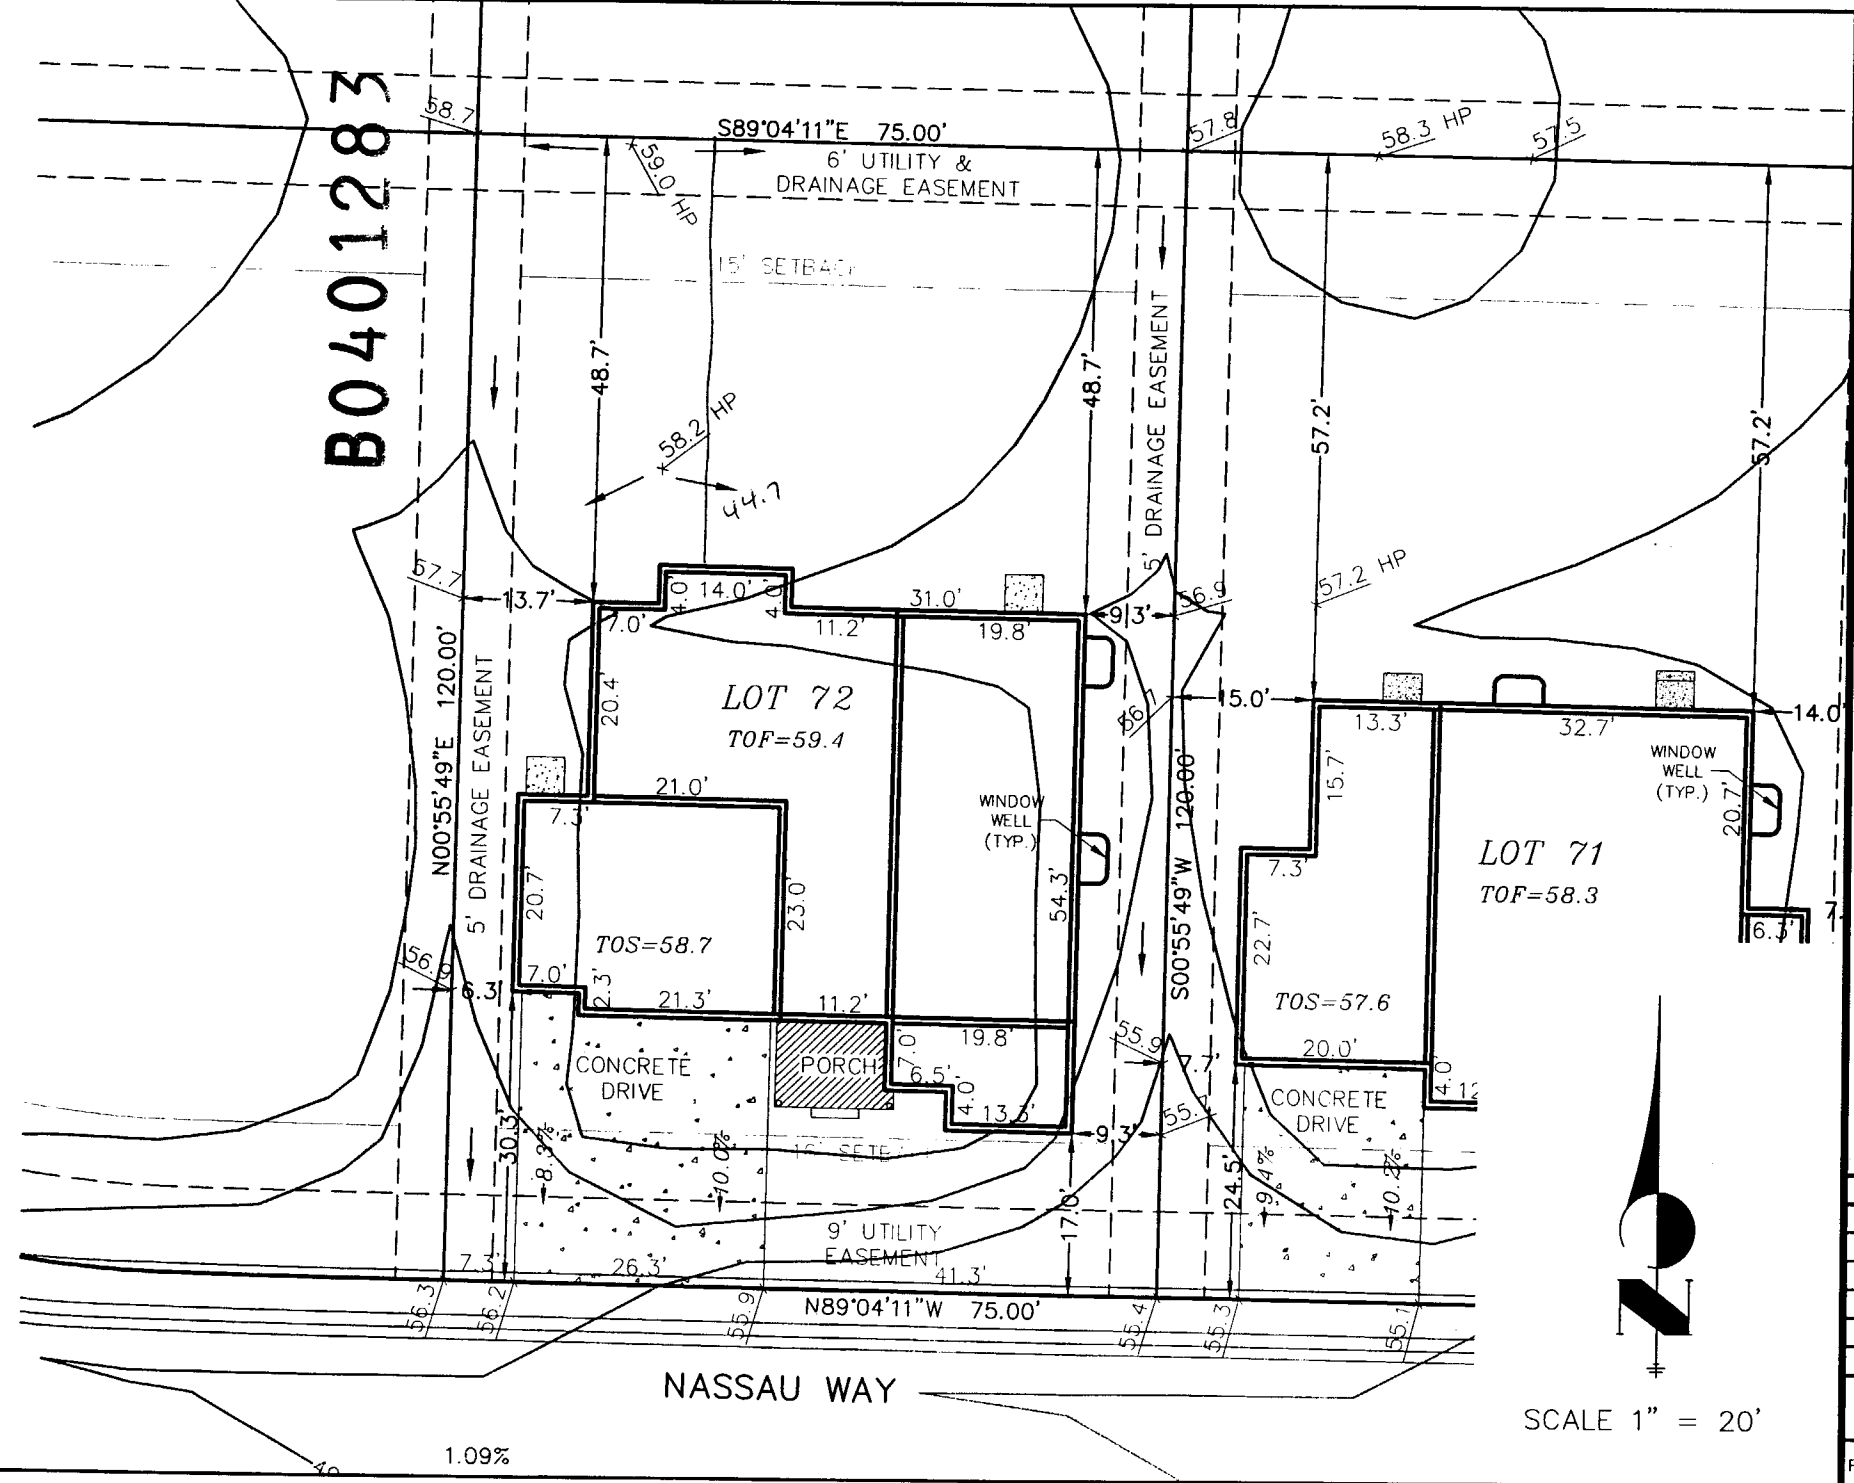 B0401283
58.7
S89°04'11"E 75.00'
57.8
58.3 HP
57.5
6' UTILITY &
DRAINAGE EASEMENT
59.0 HP
15' SETBACK
48.7'
48.7'
5' DRAINAGE EASEMENT
57.2'
57.2'
58.2 HP
44.7
57.7
13.7'
4.0'
14.0'
4.0'
31.0'
9.3'
56.9
57.2 HP
7.0'
11.2'
19.8'
N00°55'49"E 120.00'
5' DRAINAGE EASEMENT
20.4'
LOT 72
TOF=59.4
56.7
15.0'
13.3'
32.7'
14.0'
15.7'
WINDOW
WELL
(TYP.)
20.7'
21.0'
7.3'
WINDOW
WELL
(TYP.)
S00°55'49"W 120.00'
7.3'
LOT 71
TOF=58.3
20.7'
23.0'
54.3'
22.7'
6.3'
7.
TOS=58.7
56.9
6.3'
7.0'
2.3'
21.3'
11.2'
19.8'
TOS=57.6
55.9
7.7'
20.0'
4.0'
12
CONCRETE
DRIVE
PORCH
7.0'
6.5'
4.0'
13.3'
CONCRETE
DRIVE
9.3'
55.7
30.3'
8.3%
10.0%
17.0'
24.5'
9.4%
10.2%
9' UTILITY
EASEMENT
7.3'
26.3'
41.3'
N89°04'11"W 75.00'
56.3
56.2
55.9
55.4
55.3
55.1
NASSAU WAY
N
SCALE 1" = 20'
1.09%